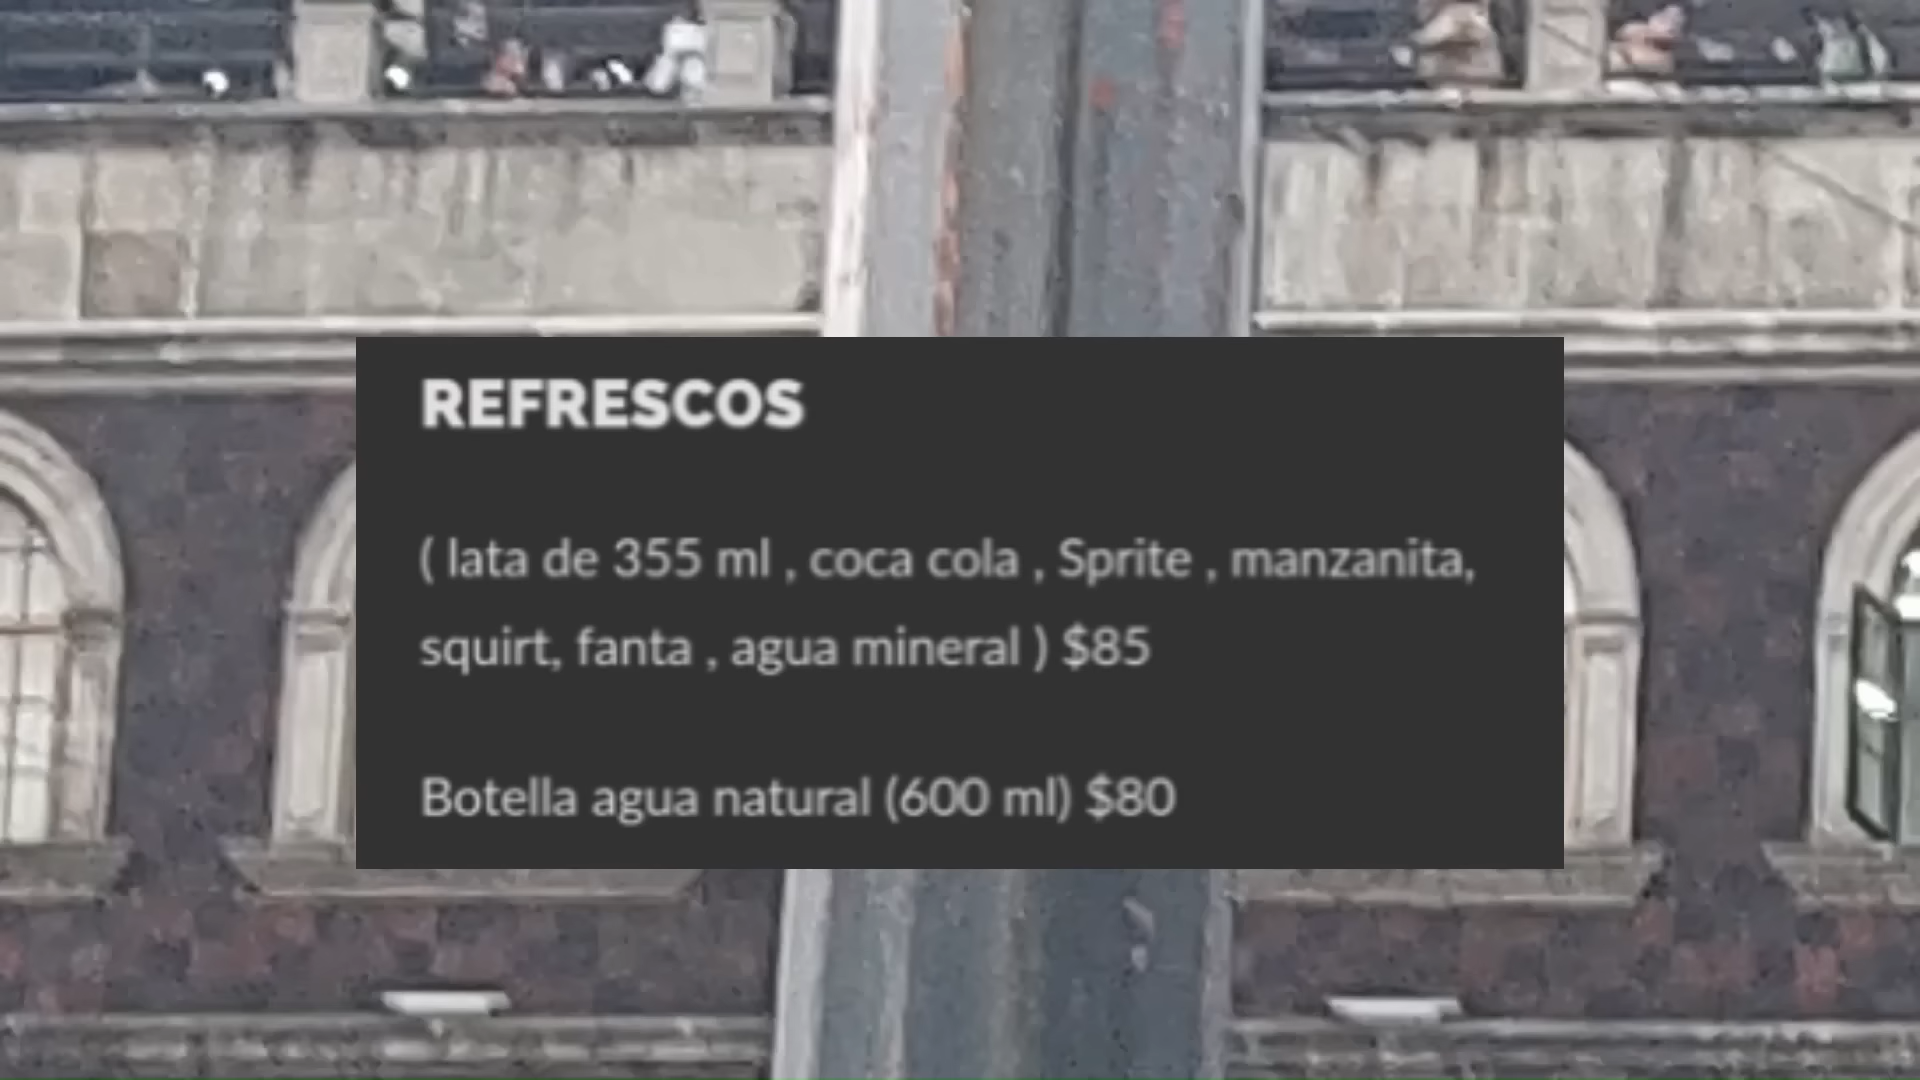 REFRESCOS
( lata de 355 ml , coca cola , Sprite , manzanita,
squirt, fanta , agua mineral ) $85
Botella agua natural (600 ml) $80